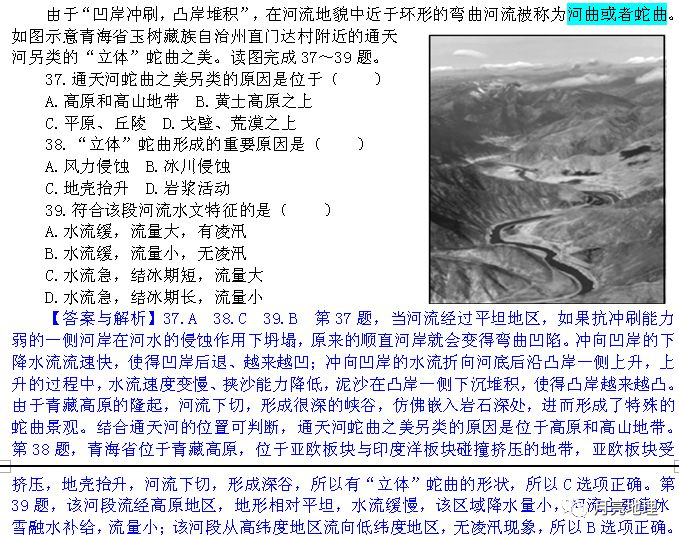 由于“凹岸冲刷，凸岸堆积”，在河流地貌中近于环形的弯曲河流被称为河曲或者蛇曲。
如图示意青海省玉树藏族自治州直门达村附近的通天
河另类的“立体”蛇曲之美。读图完成37～39题。
37.通天河蛇曲之美另类的原因是位于（　　）
A.高原和高山地带 B.黄土高原之上
C.平原、丘陵 D.戈壁、荒漠之上
38.“立体”蛇曲形成的重要原因是（　　）
A.风力侵蚀 B.冰川侵蚀
C.地壳抬升 D.岩浆活动
39.符合该段河流水文特征的是（　　）
A.水流缓，流量大，有凌汛
B.水流缓，流量小，无凌汛
C.水流急，结冰期短，流量大
D.水流急，结冰期长，流量小
【答案与解析】37.A 38.C 39.B 第37题，当河流经过平坦地区，如果抗冲刷能力
弱的一侧河岸在河水的侵蚀作用下坍塌，原来的顺直河岸就会变得弯曲凹陷。冲向凹岸的下
降水流流速快，使得凹岸后退、越来越凹；冲向凹岸的水流折向河底后沿凸岸一侧上升，上
升的过程中，水流速度变慢、挟沙能力降低，泥沙在凸岸一侧下沉堆积，使得凸岸越来越凸。
由于青藏高原的隆起，河流下切，形成很深的峡谷，仿佛嵌入岩石深处，进而形成了特殊的
蛇曲景观。结合通天河的位置可判断，通天河蛇曲之美另类的原因是位于高原和高山地带。
第38题，青海省位于青藏高原，位于亚欧板块与印度洋板块碰撞挤压的地带，亚欧板块受
挤压，地壳抬升，河流下切，形成深谷，所以有“立体”蛇曲的形状，所以C选项正确。第
39题，该河段流经高原地区，地形相对平坦，水流缓慢，该区域降水量小，河流主要靠冰
雪融水补给，流量小；该河段从高纬度地区流向低纬度地区，无凌汛现象，所以B选项正确。
月亮地理